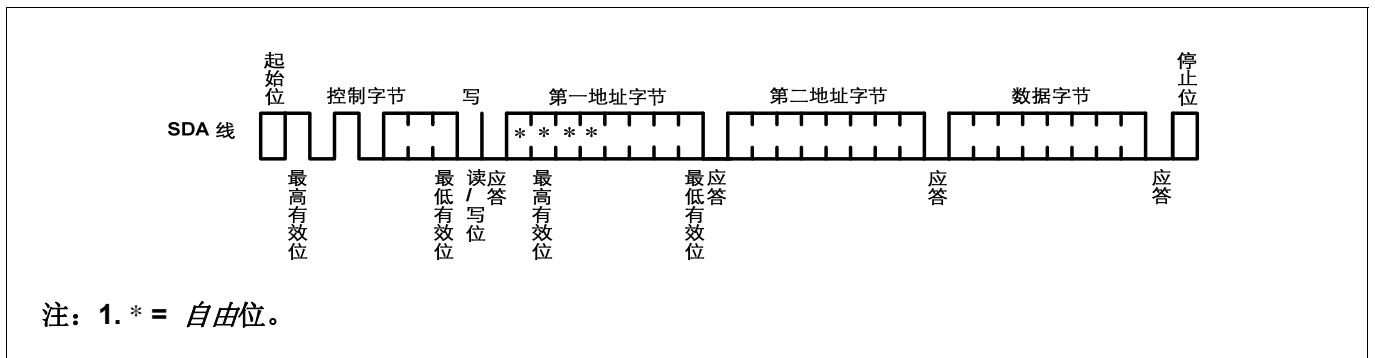 起始位
停止位
控制字节
写
第一地址字节
第二地址字节
数据字节
SDA 线
* * * *
最高有效位
最低有效位
读/写位
应答
最高有效位
最低有效位
应答
应答
应答
注：1. * = 自由位。